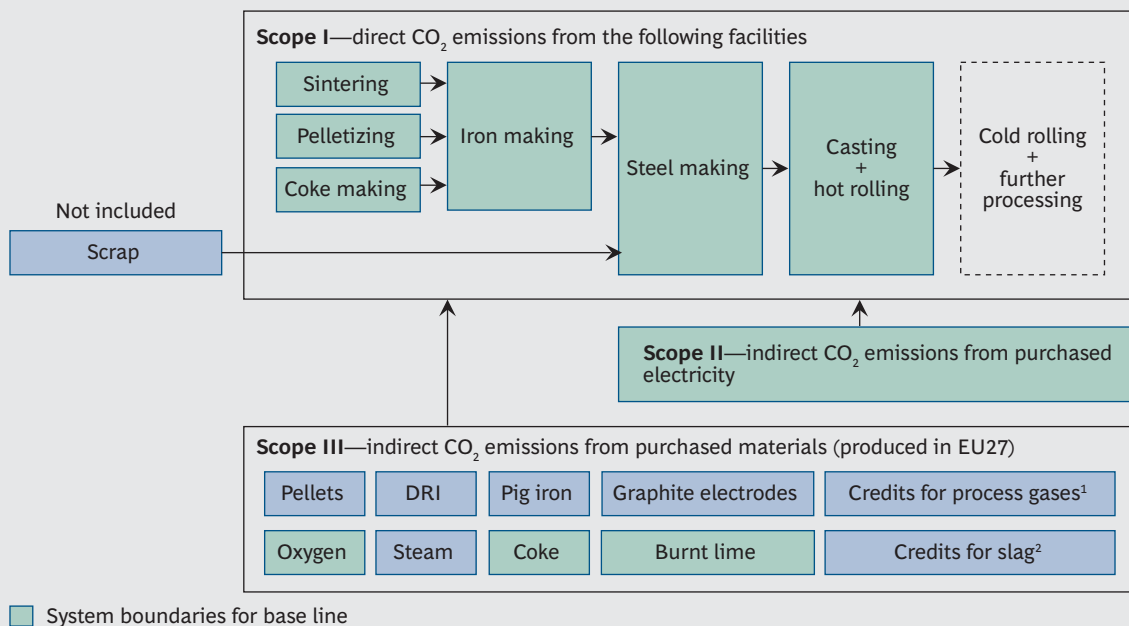 Scope I—direct CO₂ emissions from the following facilities
Sintering
Pelletizing
Coke making
Iron making
Steel making
Casting
+
hot rolling
Cold rolling
+
further
processing
Not included
Scrap
Scope II—indirect CO₂ emissions from purchased
electricity
Scope III—indirect CO₂ emissions from purchased materials (produced in EU27)
Pellets
DRI
Pig iron
Graphite electrodes
Credits for process gases¹
Oxygen
Steam
Coke
Burnt lime
Credits for slag²
System boundaries for base line